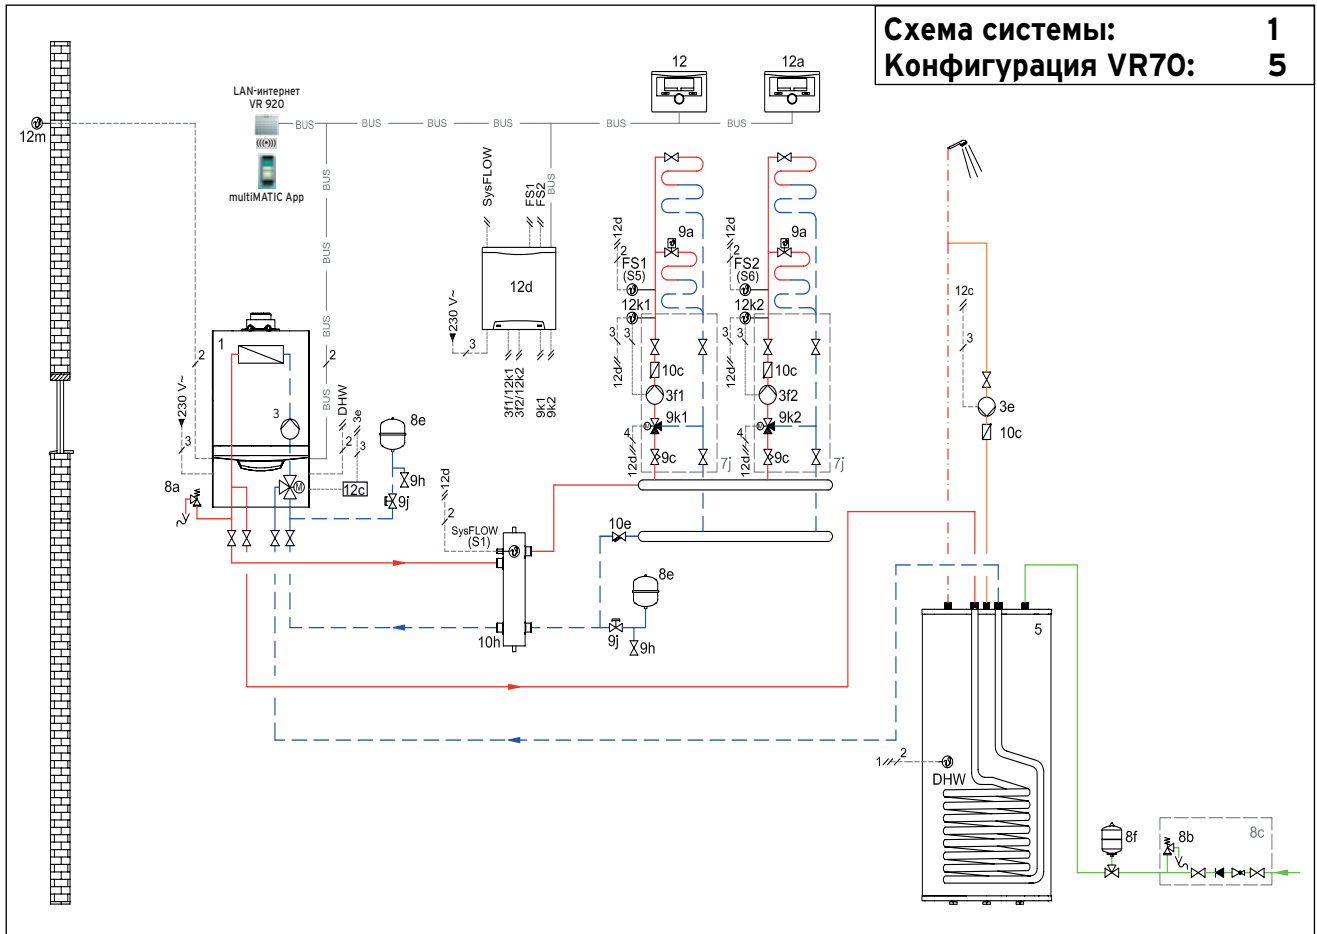 Схема системы: 1
Конфигурация VR70: 5
LAN-интернет
VR 920
BUS
BUS
BUS
BUS
BUS
BUS
12
12a
12m
multiMATIC App
BUS
BUS
BUS
SysFLOW
FS1
FS2
BUS
12d
230 V~
3
3f1/12k1
3f2/12k2
9k1
9k2
12d
2
FS1
(S5)
12k1
9a
3
3
12d
10c
3f1
9k1
M
4
12d
9c
7j
12d
2
FS2
(S6)
12k2
9a
3
3
12d
10c
3f2
9k2
M
4
12d
9c
7j
1
2
2
3
230 V~
3
DHW
3e
2
3
M
12c
8a
8e
9h
9j
12d
2
SysFLOW
(S1)
10e
10h
8e
9j
9h
12c
3
3e
10c
5
1
2
DHW
8f
8b
8c